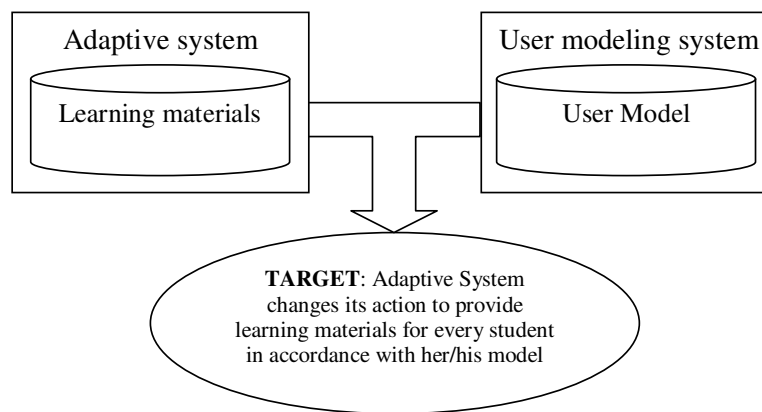 Adaptive system
Learning materials
User modeling system
User Model
TARGET: Adaptive System
changes its action to provide
learning materials for every student
in accordance with her/his model